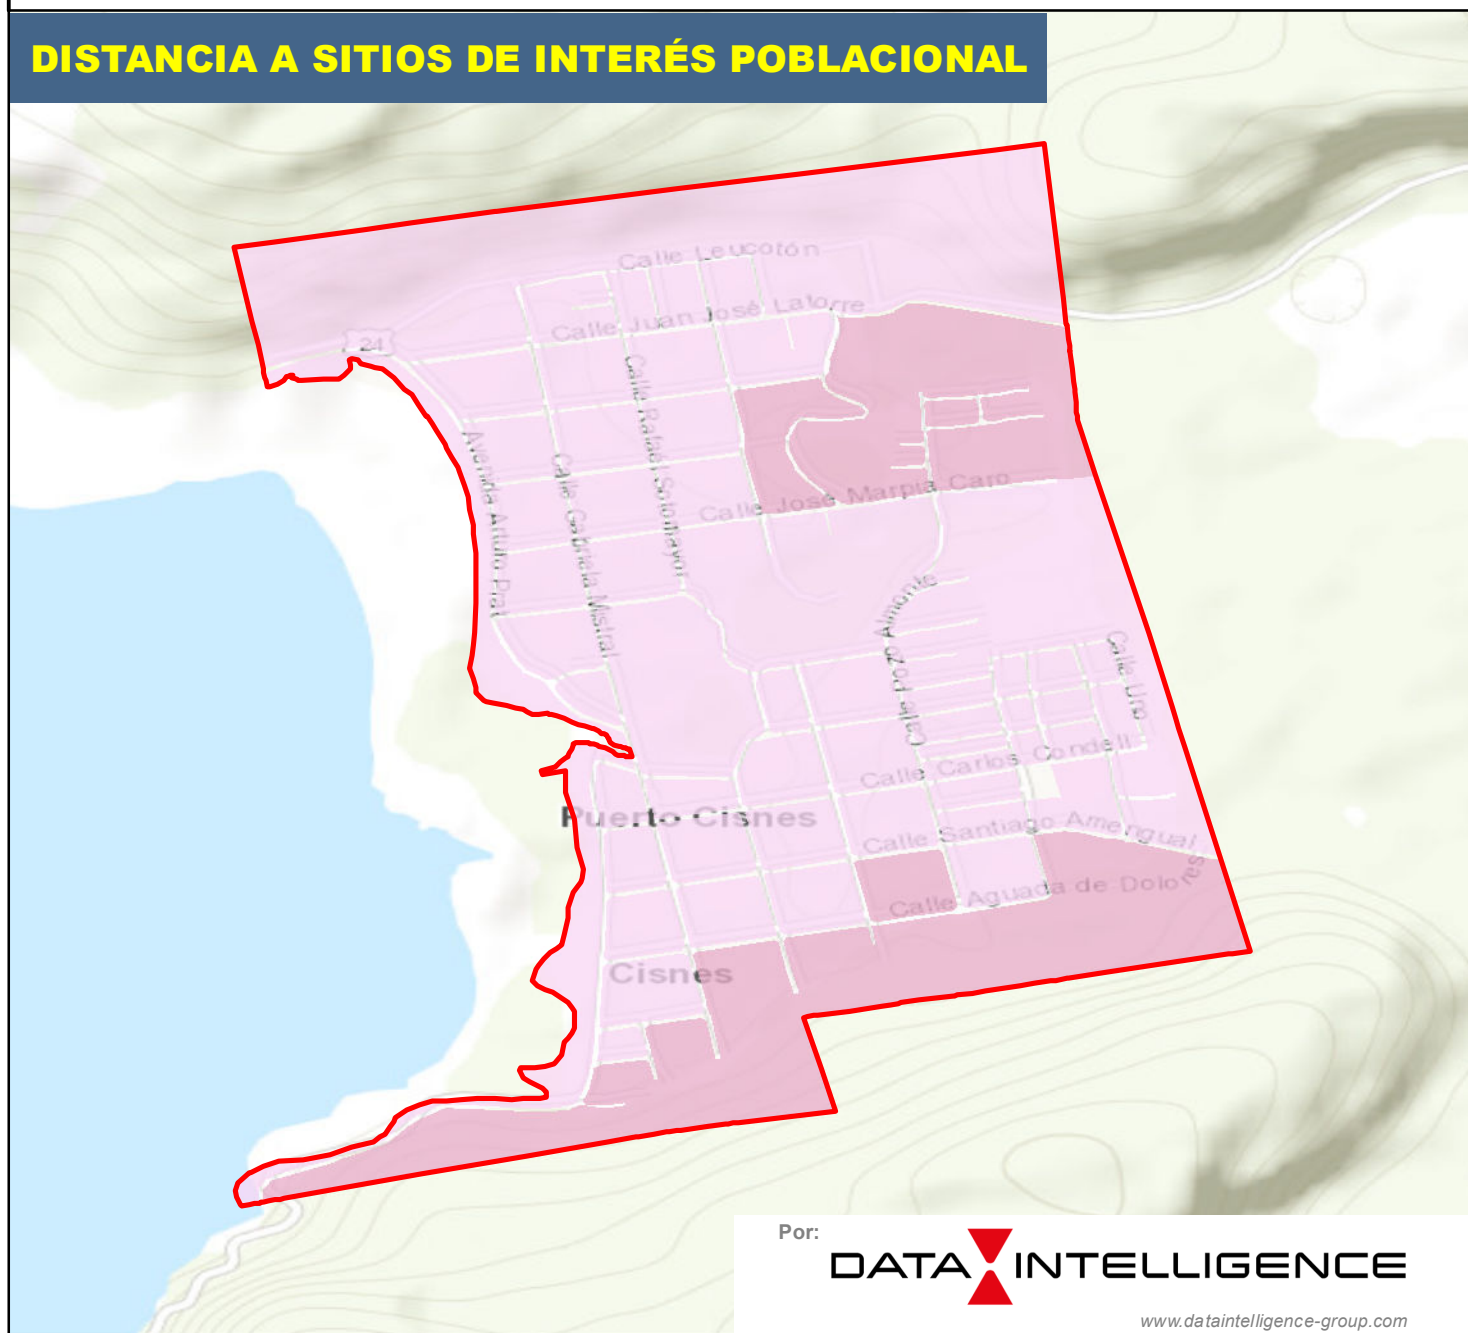 DISTANCIA A SITIOS DE INTERÉS POBLACIONAL
Calle Leucotón
Calle Juan José Latorre
24
Calle Rafael Sotomayor
Avenida Arturo Prat
Calle Gabriela Mistral
Calle José Marpia Caro
Calle Pozo Almonte
Calle Uno
Calle Carlos Condell
Puerto Cisnes
Calle Santiago Amengual
Calle Aguada de Dolores
Cisnes
Por:
DATA INTELLIGENCE
www.dataintelligence-group.com